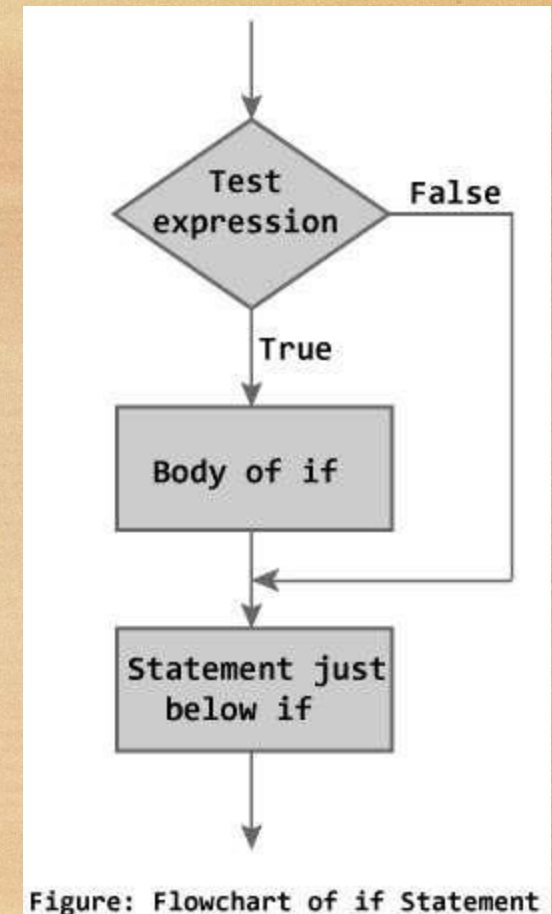 Test
expression
False
True
Body of if
Statement just
below if
Figure: Flowchart of if Statement